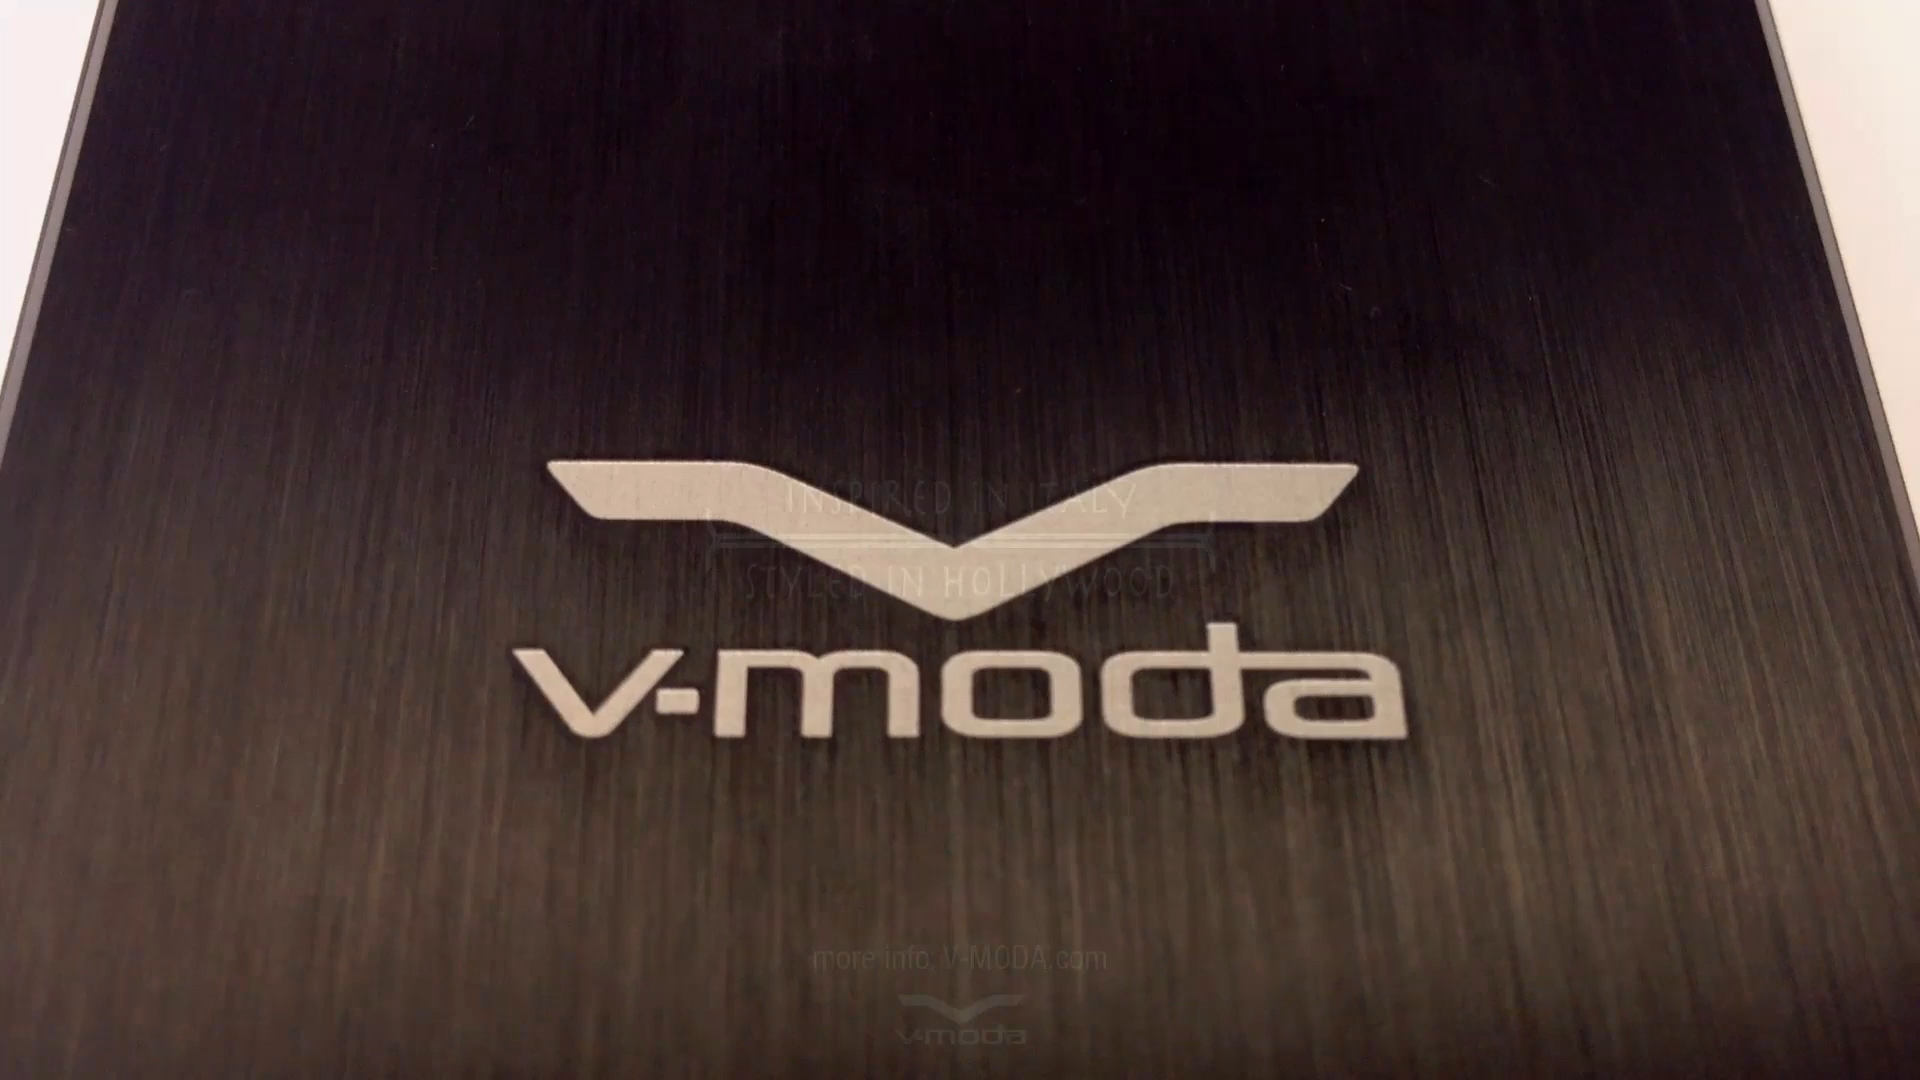 INSPIRED IN ITALY
STYLED IN HOLLYWOOD
v-moda
more info: V-MODA.com
v-moda